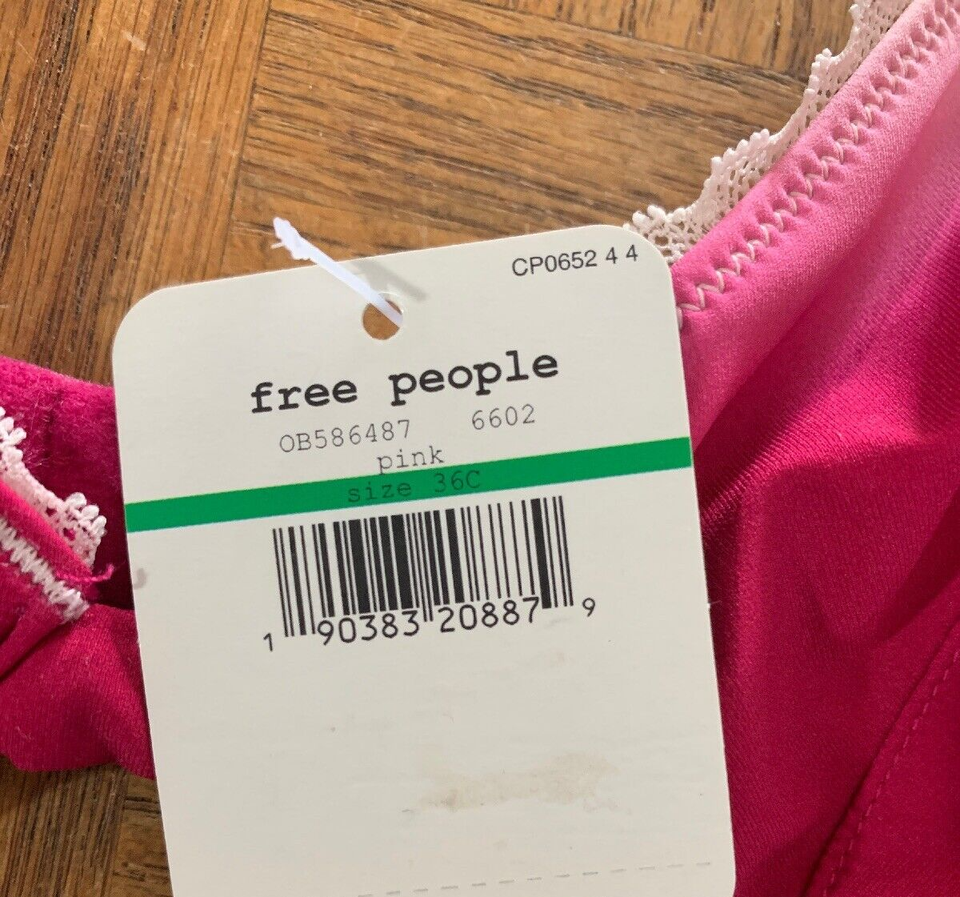 CP0652 4 4
free people
OB586487 6602
pink
size 36C
1 90383 20887 9